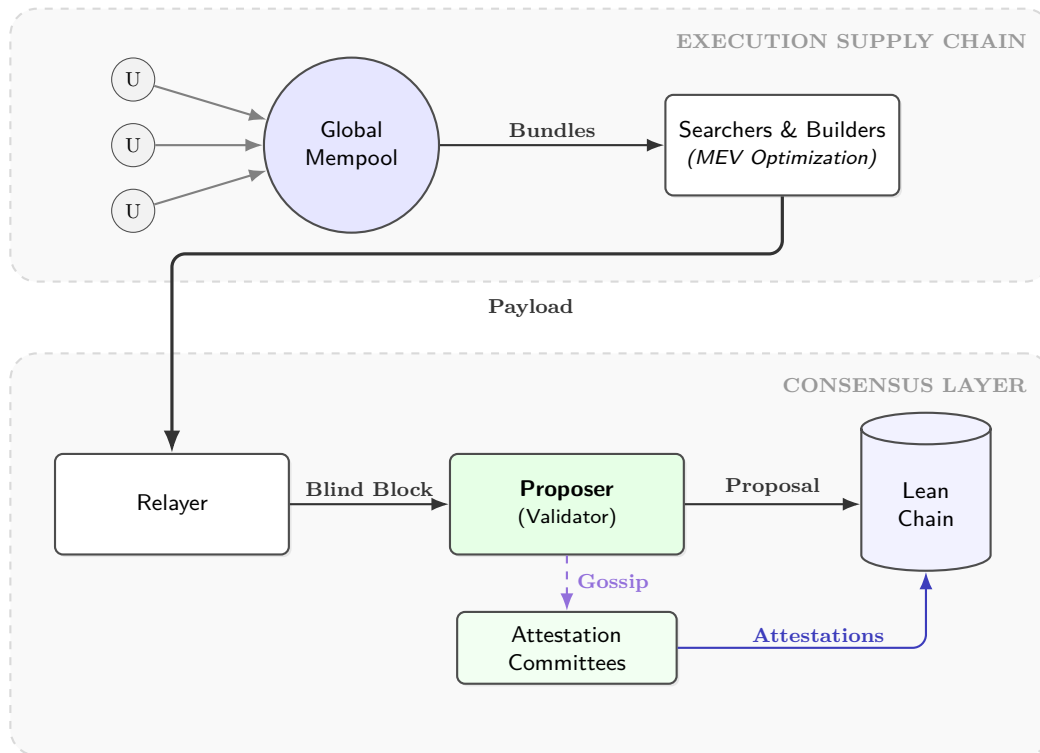 EXECUTION SUPPLY CHAIN
U
U
U
Global
Mempool
Bundles
Searchers & Builders
(MEV Optimization)
Payload
CONSENSUS LAYER
Relayer
Blind Block
Proposer
(Validator)
Proposal
Lean
Chain
Gossip
Attestation
Committees
Attestations